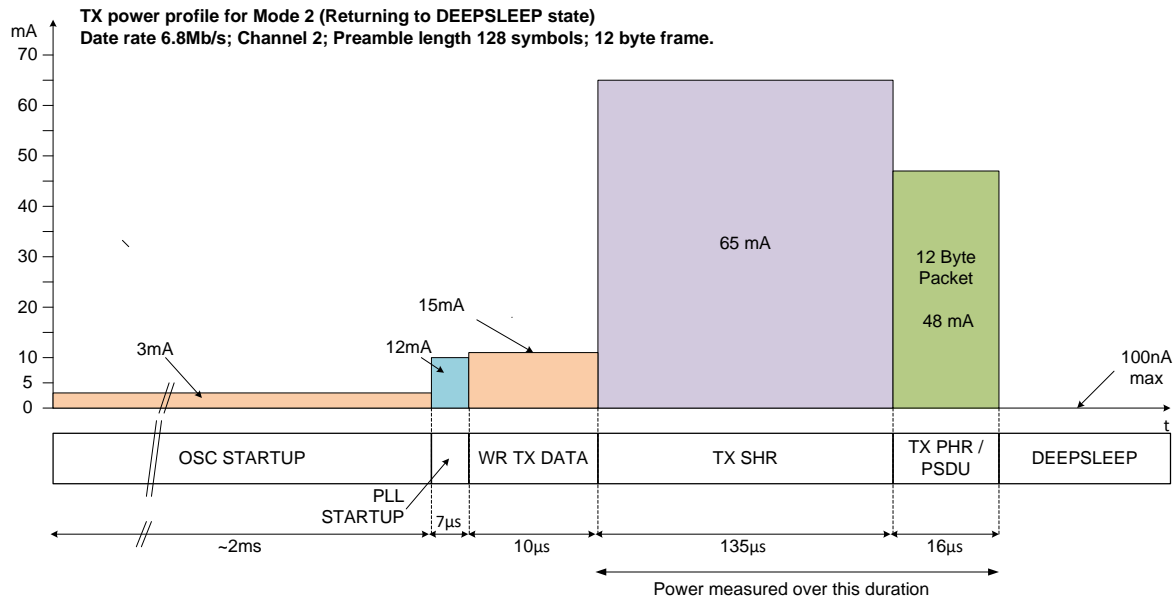 TX power profile for Mode 2 (Returning to DEEPSLEEP state)
Date rate 6.8Mb/s; Channel 2; Preamble length 128 symbols; 12 byte frame.
mA
70
60
50
40
30
20
10
5
0
3mA
12mA
15mA
65 mA
12 Byte
Packet
48 mA
100nA
max
t
OSC STARTUP
PLL
STARTUP
WR TX DATA
TX SHR
TX PHR /
PSDU
DEEPSLEEP
~2ms
7µs
10µs
135µs
16µs
Power measured over this duration